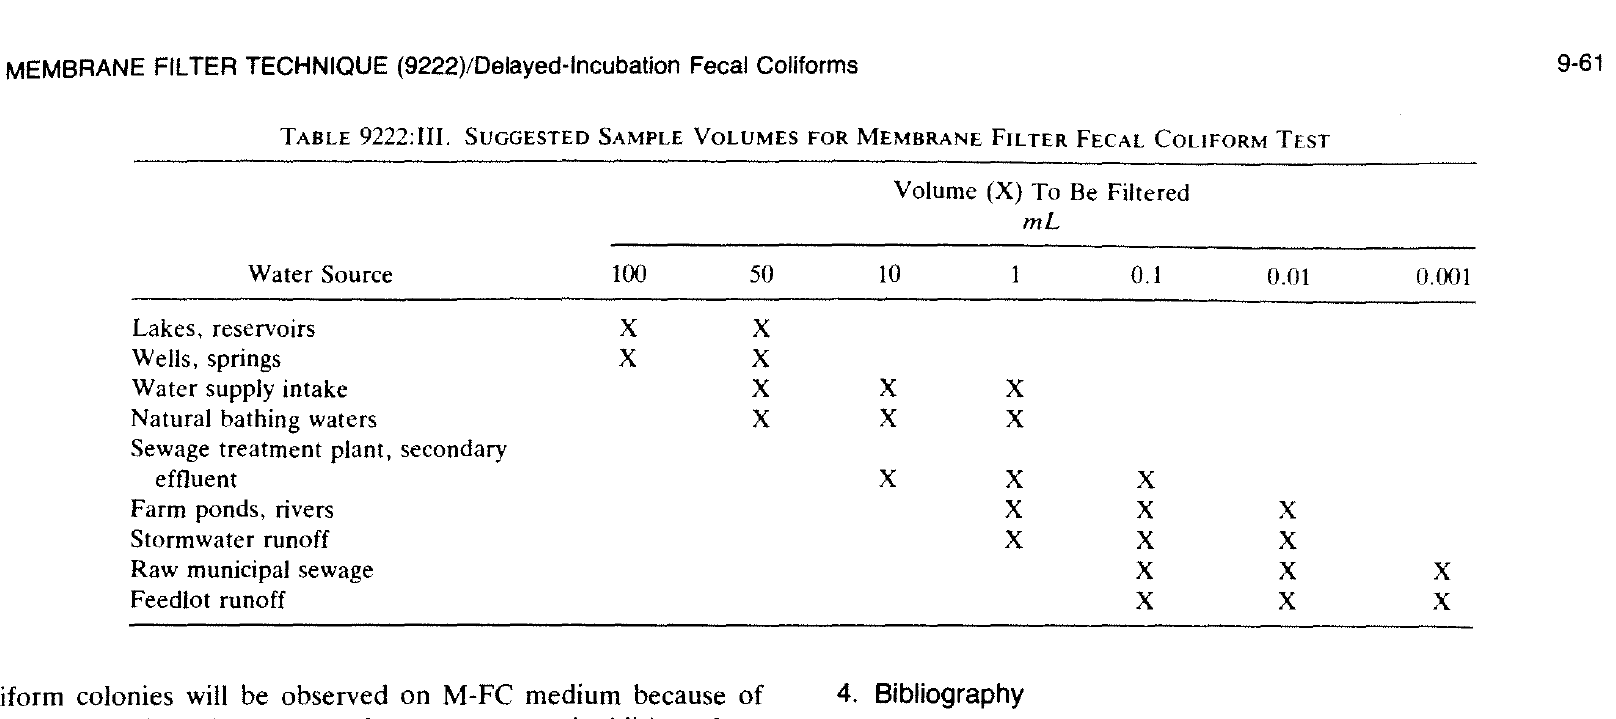 MEMBRANE FILTER TECHNIQUE (9222)/Delayed-Incubation Fecal Coliforms 9-61
TABLE 9222:III. SUGGESTED SAMPLE VOLUMES FOR MEMBRANE FILTER FECAL COLIFORM TEST
Volume (X) To Be Filtered
mL
Water Source 100 50 10 1 0.1 0.01 0.001
Lakes, reservoirs X X
Wells, springs X X
Water supply intake X X X
Natural bathing waters X X X
Sewage treatment plant, secondary
effluent X X X
Farm ponds, rivers X X X
Stormwater runoff X X X
Raw municipal sewage X X X
Feedlot runoff X X X
iform colonies will be observed on M-FC medium because of
4. Bibliography